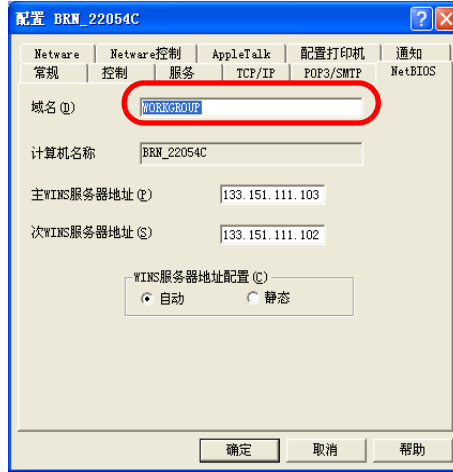 配置 BRN_22054C
Netware Netware控制 AppleTalk 配置打印机 通知
常规 控制 服务 TCP/IP POP3/SMTP NetBIOS
域名(D) WORKGROUP
计算机名称 BRN_22054C
主WINS服务器地址(P) 133.151.111.103
次WINS服务器地址(S) 133.151.111.102
WINS服务器地址配置(C)
自动 静态
确定 取消 帮助